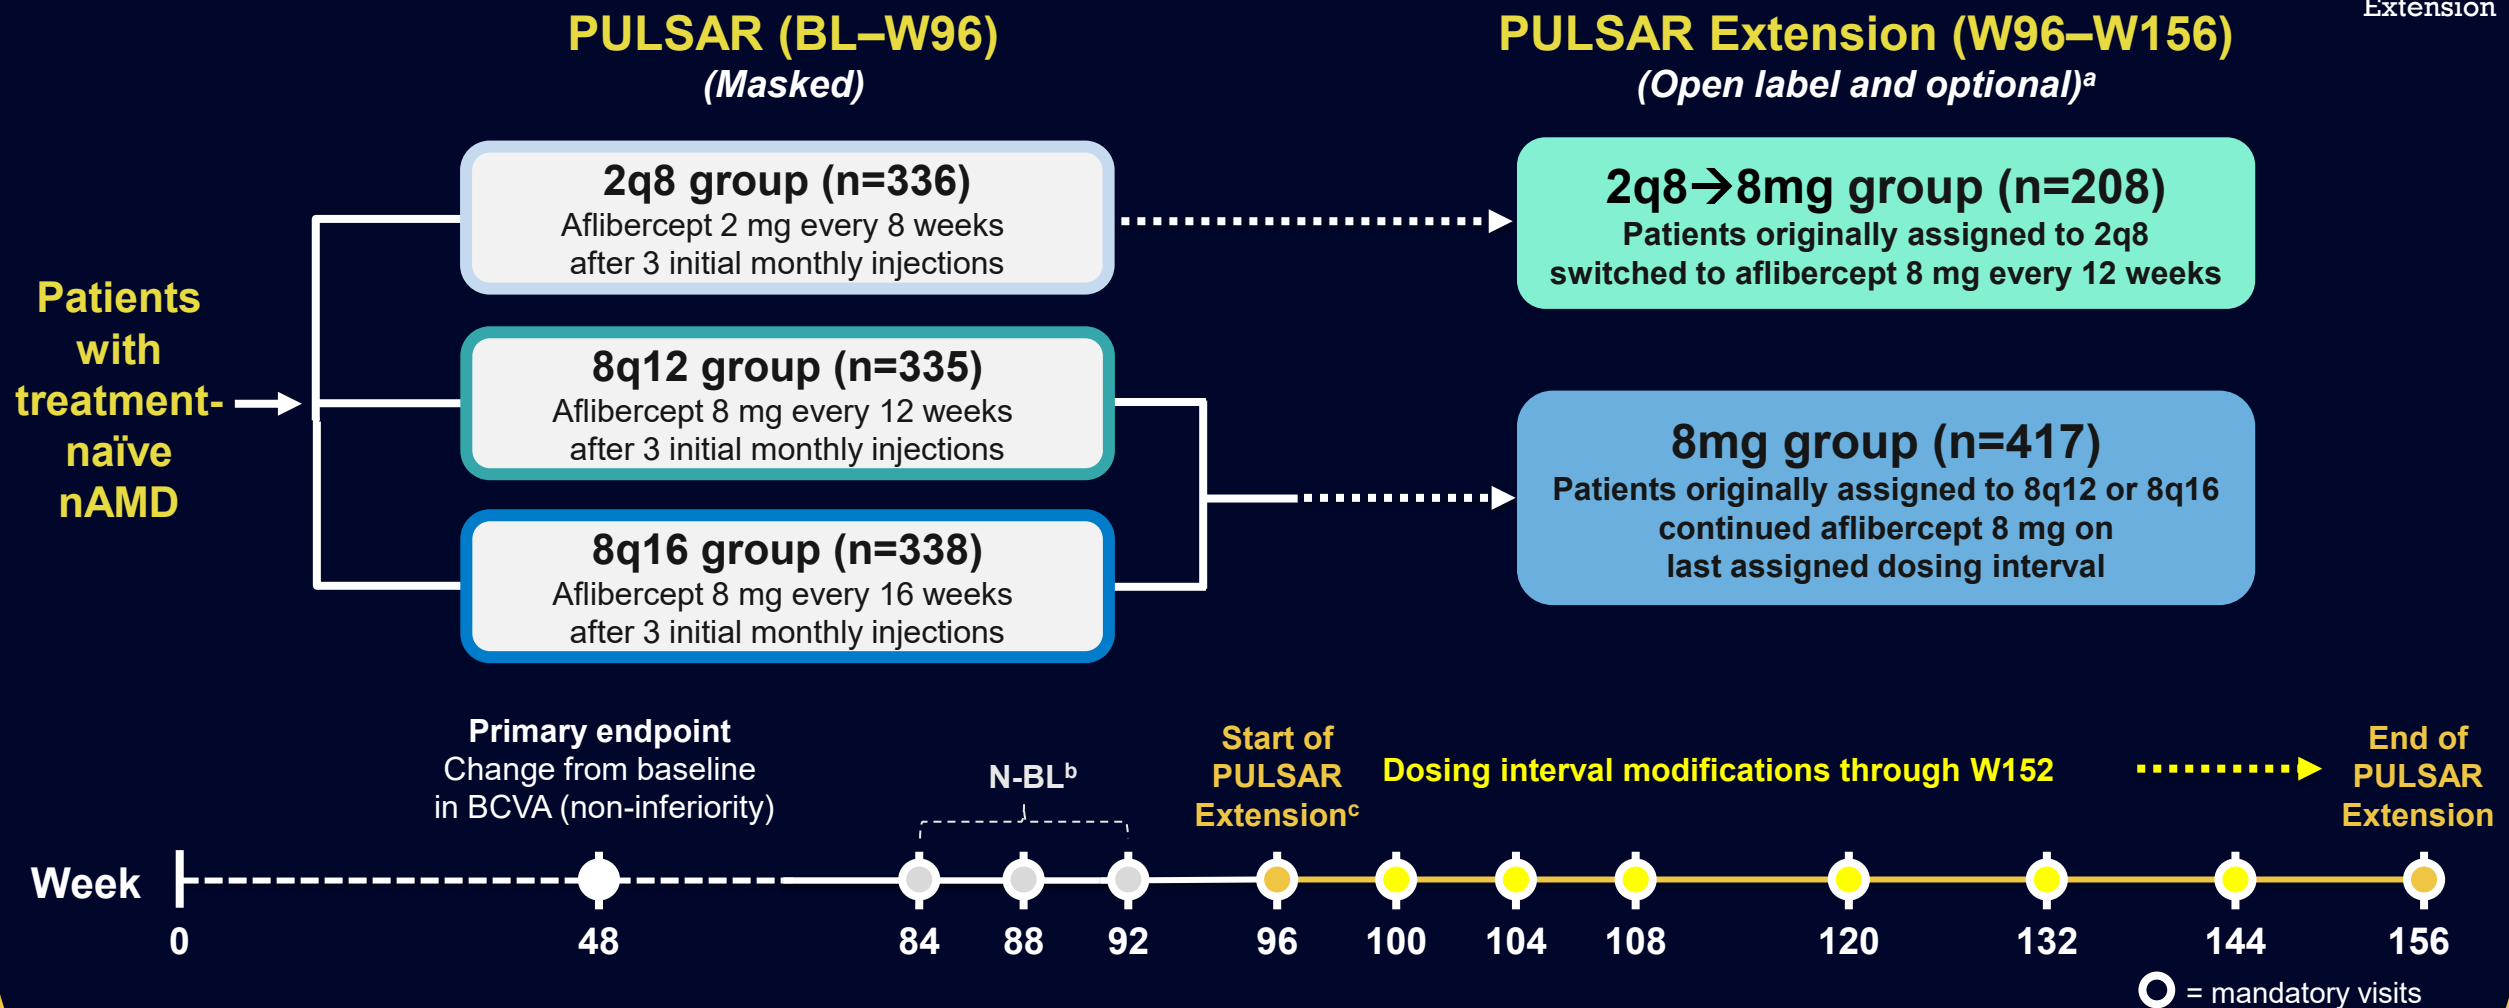 Extension
PULSAR (BL–W96)
(Masked)
PULSAR Extension (W96–W156)
(Open label and optional)ᵃ
Patients
with
treatment-
naïve
nAMD
2q8 group (n=336)
Aflibercept 2 mg every 8 weeks
after 3 initial monthly injections
8q12 group (n=335)
Aflibercept 8 mg every 12 weeks
after 3 initial monthly injections
8q16 group (n=338)
Aflibercept 8 mg every 16 weeks
after 3 initial monthly injections
2q8→8mg group (n=208)
Patients originally assigned to 2q8
switched to aflibercept 8 mg every 12 weeks
8mg group (n=417)
Patients originally assigned to 8q12 or 8q16
continued aflibercept 8 mg on
last assigned dosing interval
Primary endpoint
Change from baseline
in BCVA (non-inferiority)
N-BLᵇ
Start of
PULSAR
Extensionᶜ
Dosing interval modifications through W152
End of
PULSAR
Extension
Week
0 48 84 88 92 96 100 104 108 120 132 144 156
= mandatory visits